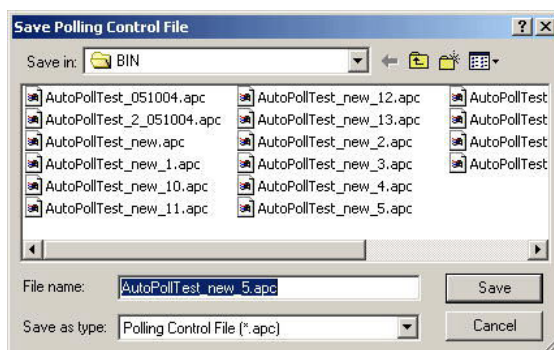 Save Polling Control File
Save in: BIN
AutoPollTest_051004.apc AutoPollTest_new_12.apc AutoPollTest
AutoPollTest_2_051004.apc AutoPollTest_new_13.apc AutoPollTest
AutoPollTest_new.apc AutoPollTest_new_2.apc AutoPollTest
AutoPollTest_new_1.apc AutoPollTest_new_3.apc AutoPollTest
AutoPollTest_new_10.apc AutoPollTest_new_4.apc
AutoPollTest_new_11.apc AutoPollTest_new_5.apc
File name: AutoPollTest_new_5.apc Save
Save as type: Polling Control File (*.apc) Cancel